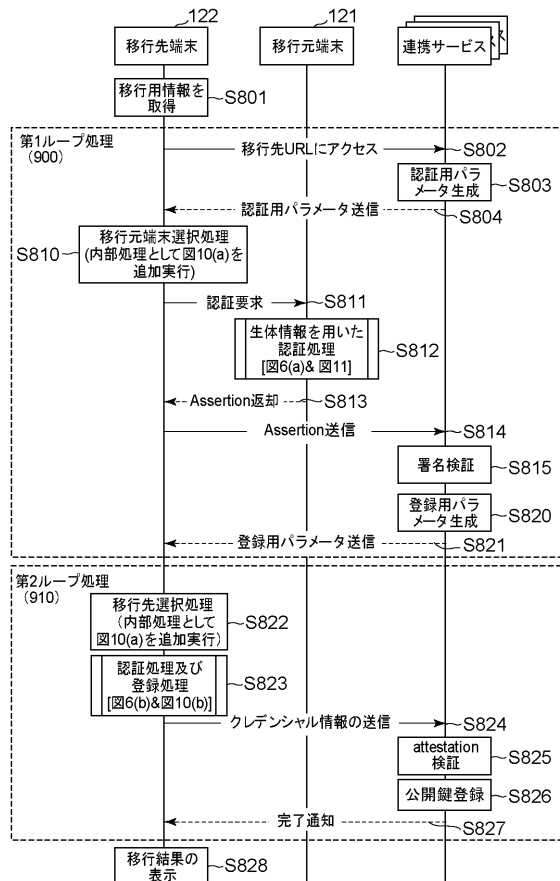 122
121
移行先端末
移行元端末
連携サービス
ス
移行用情報を
取得
S801
第1ループ処理
(900)
移行先URLにアクセス
S802
認証用パラ
メータ生成
S803
認証用パラメータ送信
S804
移行元端末選択処理
(内部処理として図10(a)を
追加実行)
S810
認証要求
S811
生体情報を用いた
認証処理
[図6(a)& 図11]
S812
Assertion返却
S813
Assertion送信
S814
署名検証
S815
登録用パラ
メータ生成
S820
登録用パラメータ送信
S821
第2ループ処理
(910)
移行先選択処理
(内部処理として
図10(a)を追加実行)
S822
認証処理及び
登録処理
[図6(b)&図10(b)]
S823
クレデンシャル情報の送信
S824
attestation
検証
S825
公開鍵登録
S826
完了通知
S827
移行結果の
表示
S828